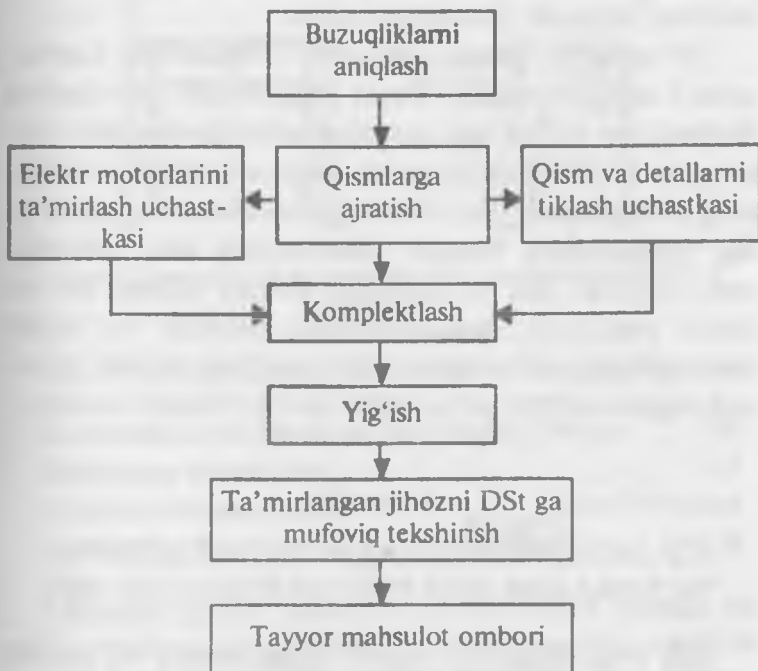 Buzuqliklarni
aniqlash
Elektr motorlarini
ta’mirlash uchast-
kasi
Qismlarga
ajratish
Qism va detallarni
tiklash uchastkasi
Komplektlash
Yig‘ish
Ta’mirlangan jihozni DSt ga
mufoviq tekshirish
Tayyor mahsulot ombori